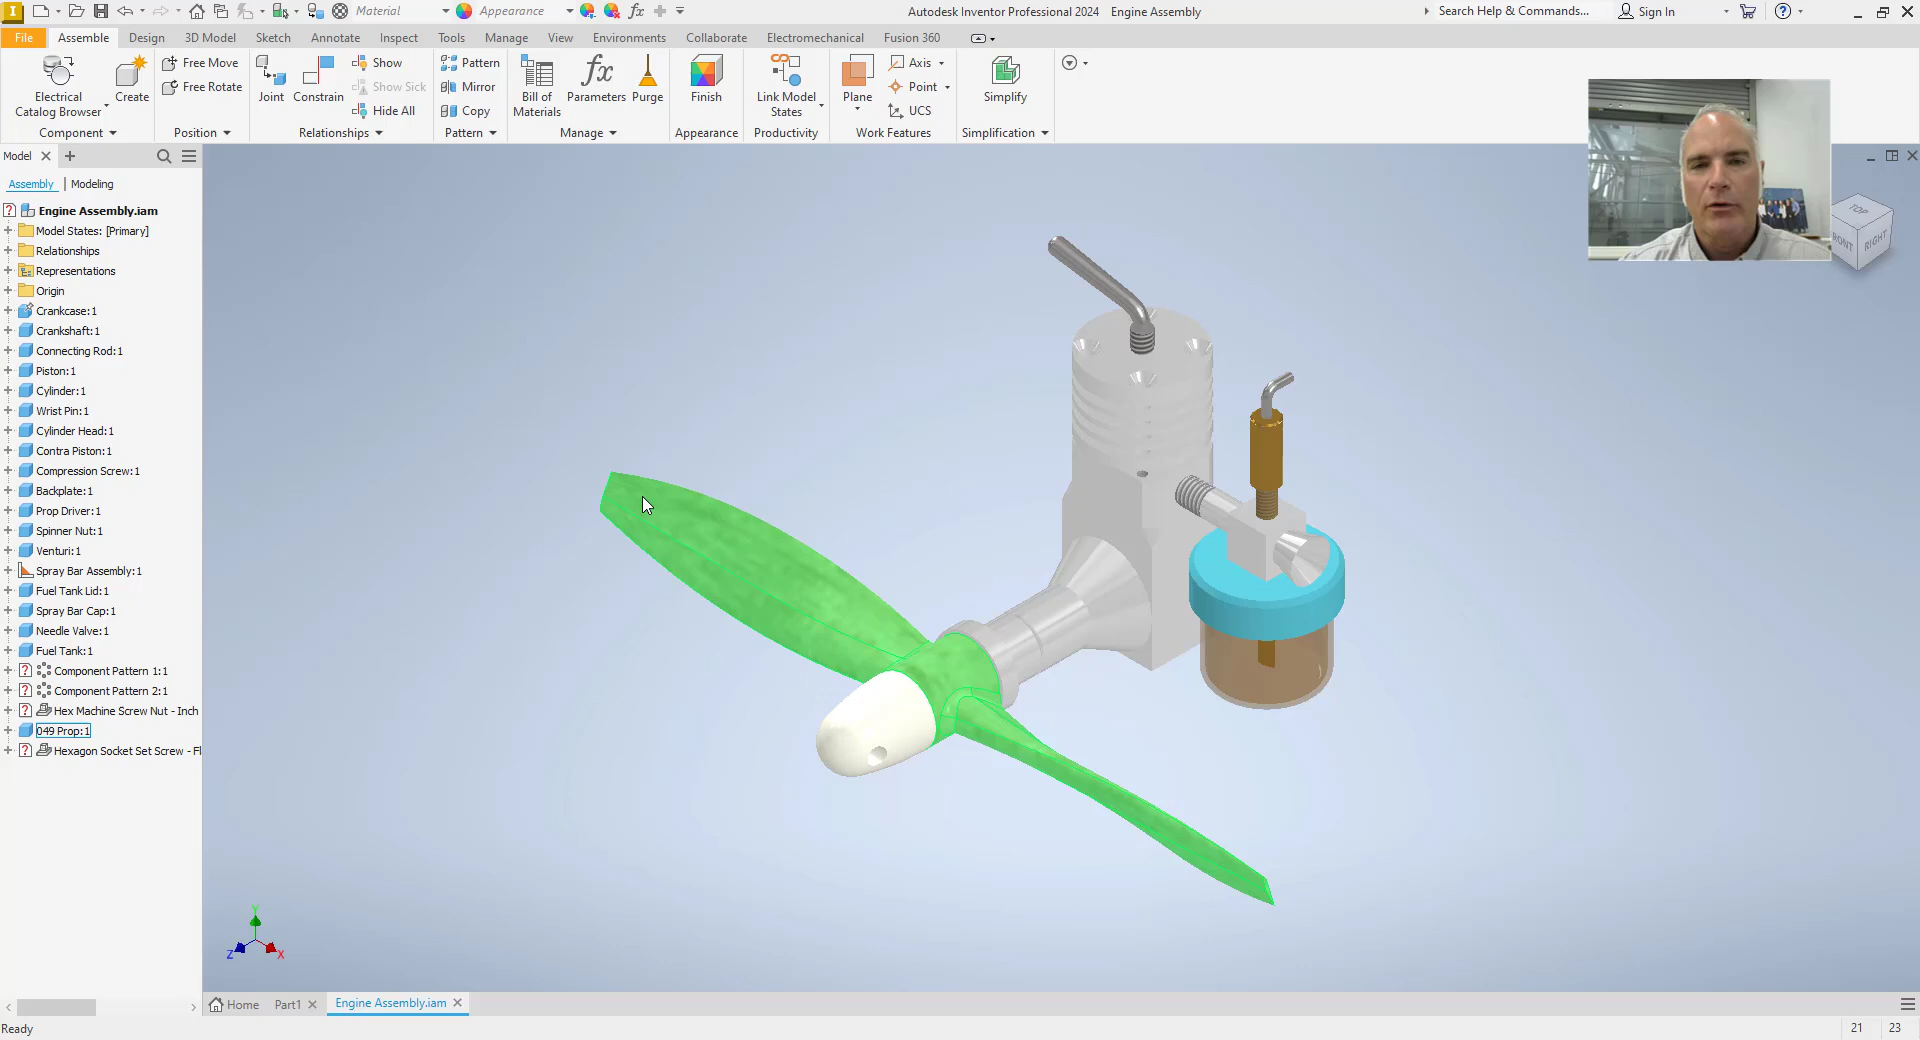 I Material Appearance fx Autodesk Inventor Professional 2024 Engine Assembly Search Help & Commands... Sign In
File Assemble Design 3D Model Sketch Annotate Inspect Tools Manage View Environments Collaborate Electromechanical Fusion 360
Electrical
Catalog Browser
Create
Component
Free Move
Free Rotate
Position
Joint
Constrain
Show
Show Sick
Hide All
Relationships
Pattern
Mirror
Copy
Pattern
Bill of
Materials
fx
Parameters
Purge
Manage
Finish
Appearance
Link Model
States
Productivity
Plane
Axis
Point
UCS
Work Features
Simplify
Simplification
Model
Assembly | Modeling
Engine Assembly.iam
Model States: [Primary]
Relationships
Representations
Origin
Crankcase:1
Crankshaft:1
Connecting Rod:1
Piston:1
Cylinder:1
Wrist Pin:1
Cylinder Head:1
Contra Piston:1
Compression Screw:1
Backplate:1
Prop Driver:1
Spinner Nut:1
Venturi:1
Spray Bar Assembly:1
Fuel Tank Lid:1
Spray Bar Cap:1
Needle Valve:1
Fuel Tank:1
Component Pattern 1:1
Component Pattern 2:1
Hex Machine Screw Nut - Inch
049 Prop:1
Hexagon Socket Set Screw - Fl
TOP
RONT
RIGHT
Y
Z
X
Home Part1 Engine Assembly.iam
Ready 21 23